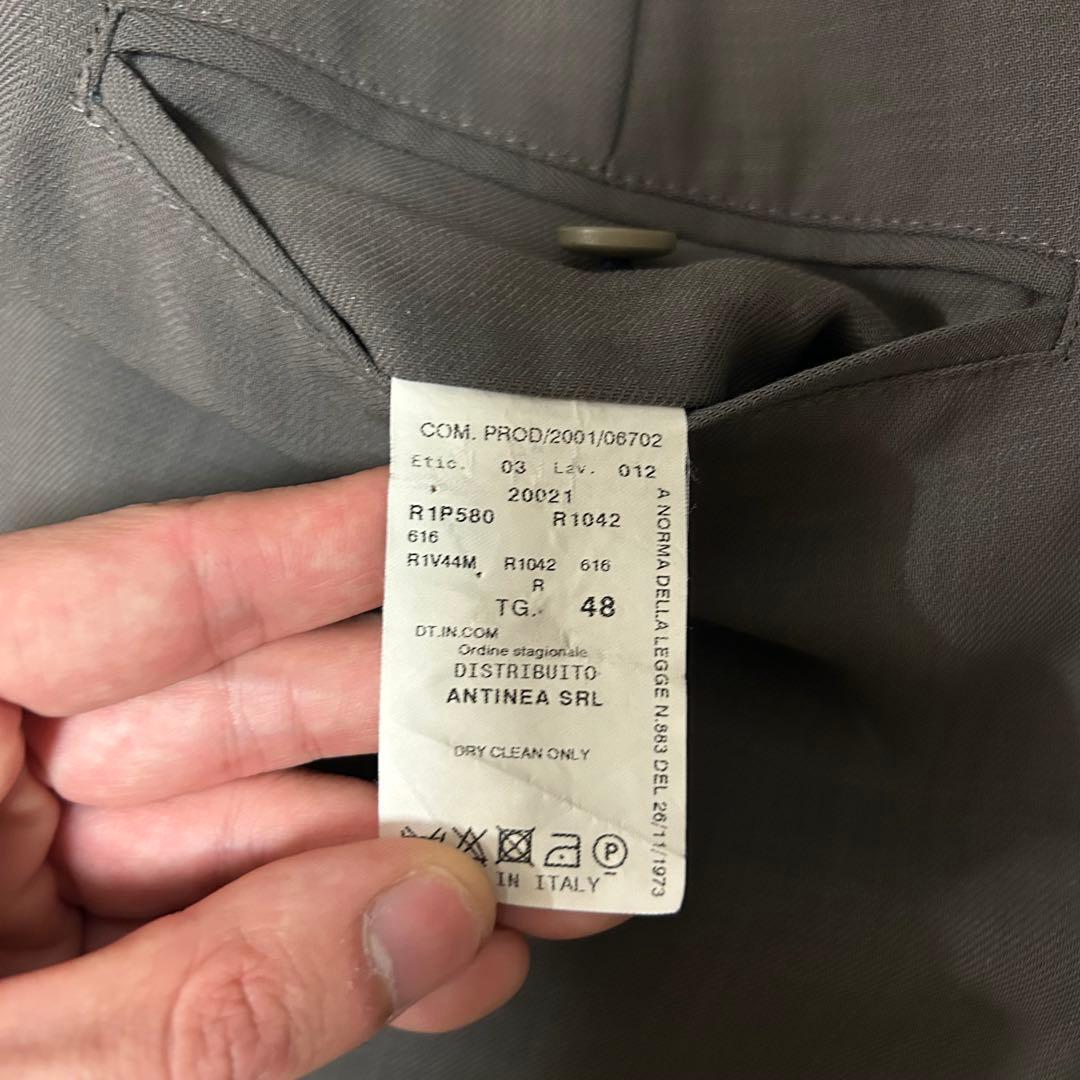 COM. PROD/2001/06702
Etic. 03 Lav. 012
20021
R1P580 R1042
616
R1V44M R1042 616
R
TG. 48
DT.IN.COM
Ordine stagionale
DISTRIBUITO
ANTINEA SRL
DRY CLEAN ONLY
P
IN ITALY
A NORMA DELLA LEGGE N.883 DEL 26/11/1973